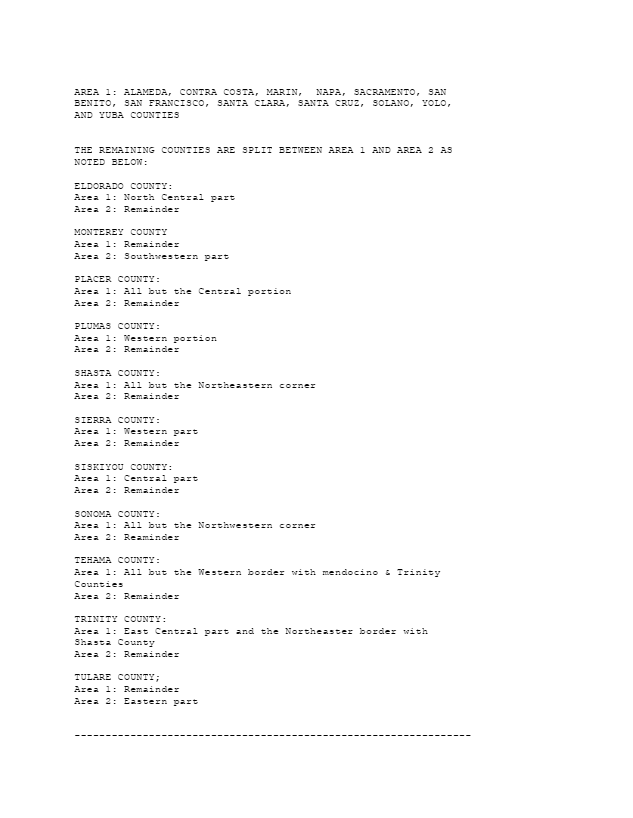 AREA 1: ALAMEDA, CONTRA COSTA, MARIN,  NAPA, SACRAMENTO, SAN
BENITO, SAN FRANCISCO, SANTA CLARA, SANTA CRUZ, SOLANO, YOLO,
AND YUBA COUNTIES
THE REMAINING COUNTIES ARE SPLIT BETWEEN AREA 1 AND AREA 2 AS
NOTED BELOW:
ELDORADO COUNTY:
Area 1: North Central part
Area 2: Remainder
MONTEREY COUNTY
Area 1: Remainder
Area 2: Southwestern part
PLACER COUNTY:
Area 1: All but the Central portion
Area 2: Remainder
PLUMAS COUNTY:
Area 1: Western portion
Area 2: Remainder
SHASTA COUNTY:
Area 1: All but the Northeastern corner
Area 2: Remainder
SIERRA COUNTY:
Area 1: Western part
Area 2: Remainder
SISKIYOU COUNTY:
Area 1: Central part
Area 2: Remainder
SONOMA COUNTY:
Area 1: All but the Northwestern corner
Area 2: Reaminder
TEHAMA COUNTY:
Area 1: All but the Western border with mendocino & Trinity
Counties
Area 2: Remainder
TRINITY COUNTY:
Area 1: East Central part and the Northeaster border with
Shasta County
Area 2: Remainder
TULARE COUNTY;
Area 1: Remainder
Area 2: Eastern part
----------------------------------------------------------------